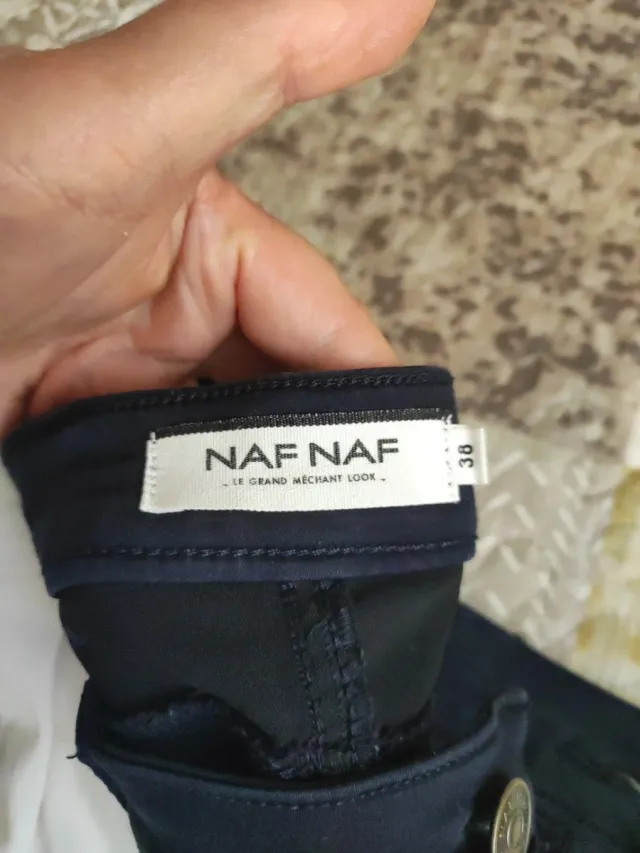 NAF NAF
- LE GRAND MÉCHANT LOOK -
38